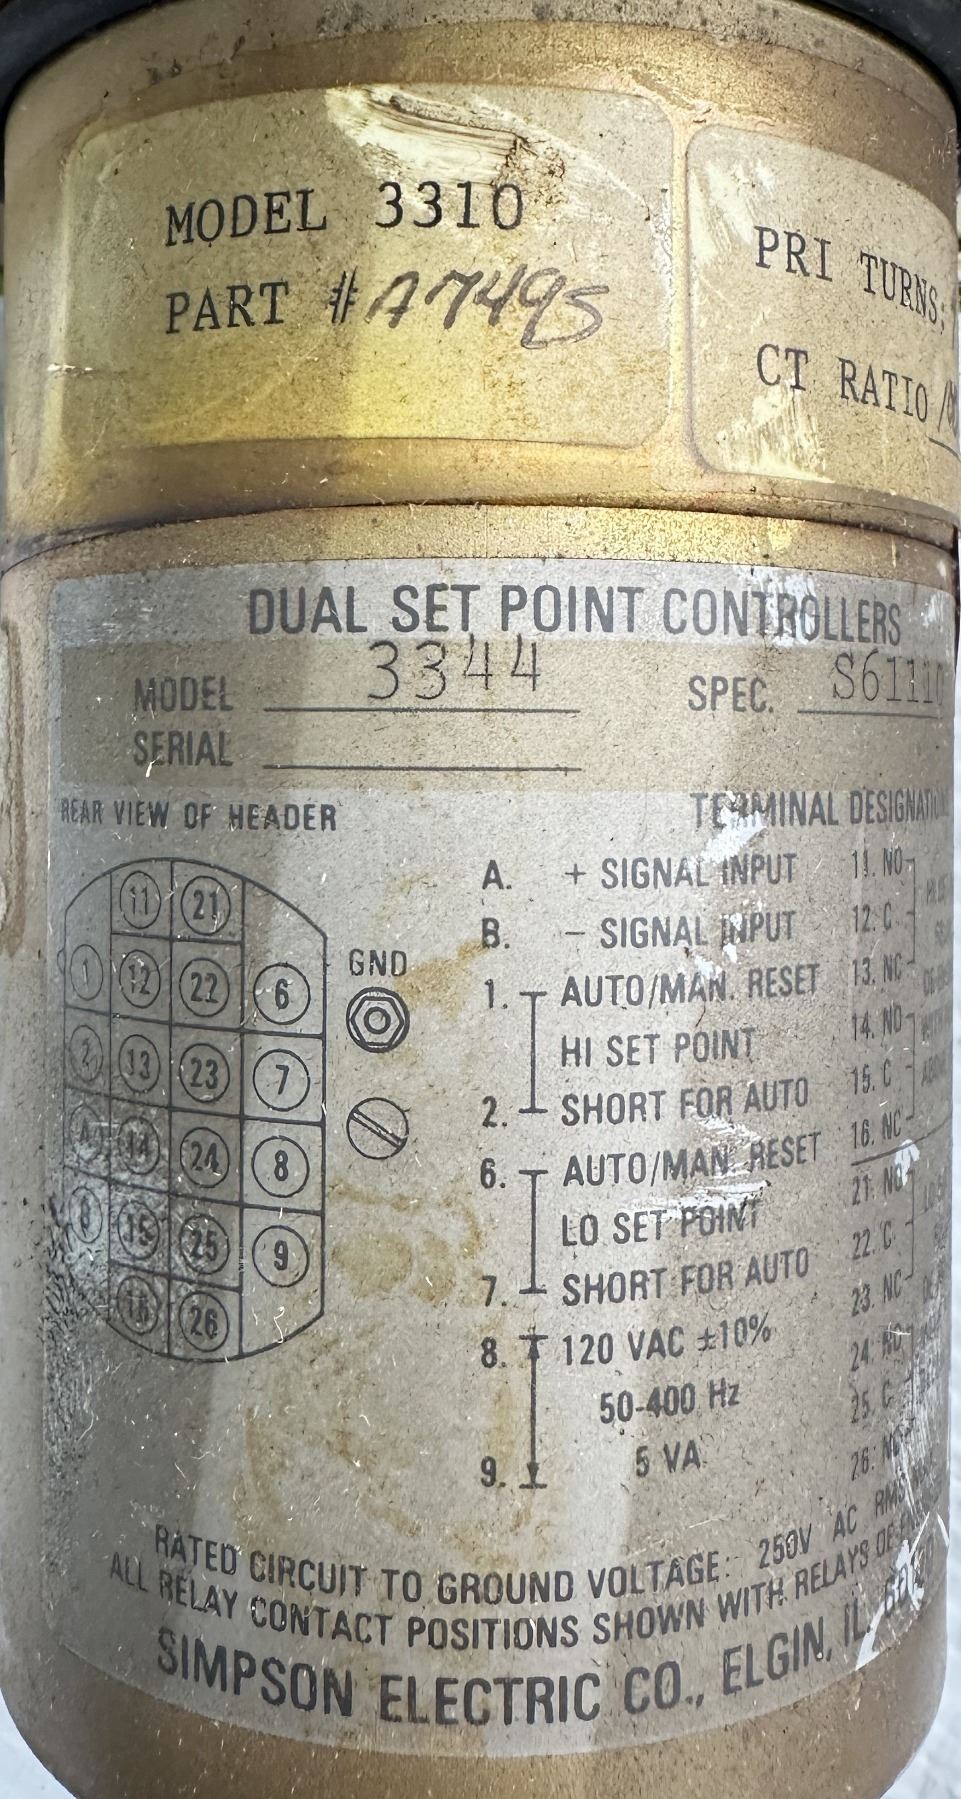 MODEL 3310
PART # A7495
PRI TURNS:
CT RATIO
DUAL SET POINT CONTROLLERS
MODEL 3344
SPEC. S6111
SERIAL
REAR VIEW OF HEADER
TERMINAL DESIGNATION
11 21
1 12 22 6
2 13 23 7
A 14 24 8
B 15 25 9
16 26
GND
A. + SIGNAL INPUT
B. – SIGNAL INPUT
1. AUTO/MAN. RESET
HI SET POINT
2. SHORT FOR AUTO
6. AUTO/MAN. RESET
LO SET POINT
7. SHORT FOR AUTO
8. 120 VAC ±10%
50-400 Hz
9. 5 VA
11. NO
12. C
13. NC
14. NO
15. C
16. NC
21. NO
22. C
23. NC
24. NO
25. C
26. NC
RATED CIRCUIT TO GROUND VOLTAGE: 250V AC RMS
ALL RELAY CONTACT POSITIONS SHOWN WITH RELAYS
SIMPSON ELECTRIC CO., ELGIN, IL.